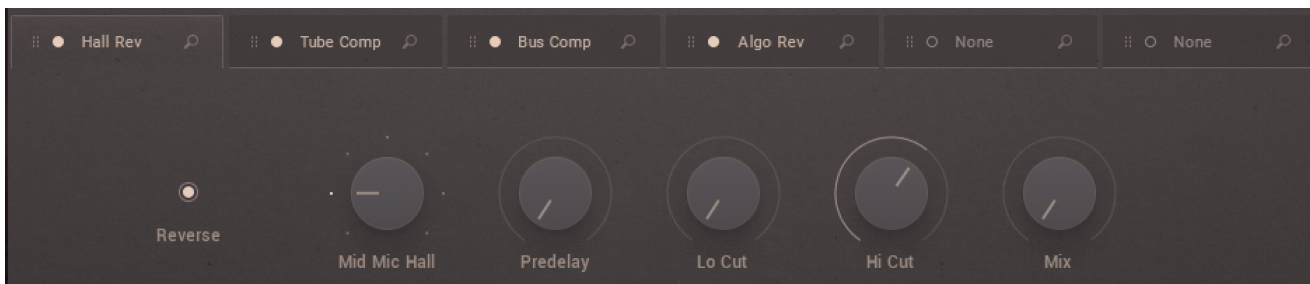 Hall Rev
Tube Comp
Bus Comp
Algo Rev
None
None
Reverse
Mid Mic Hall
Predelay
Lo Cut
Hi Cut
Mix